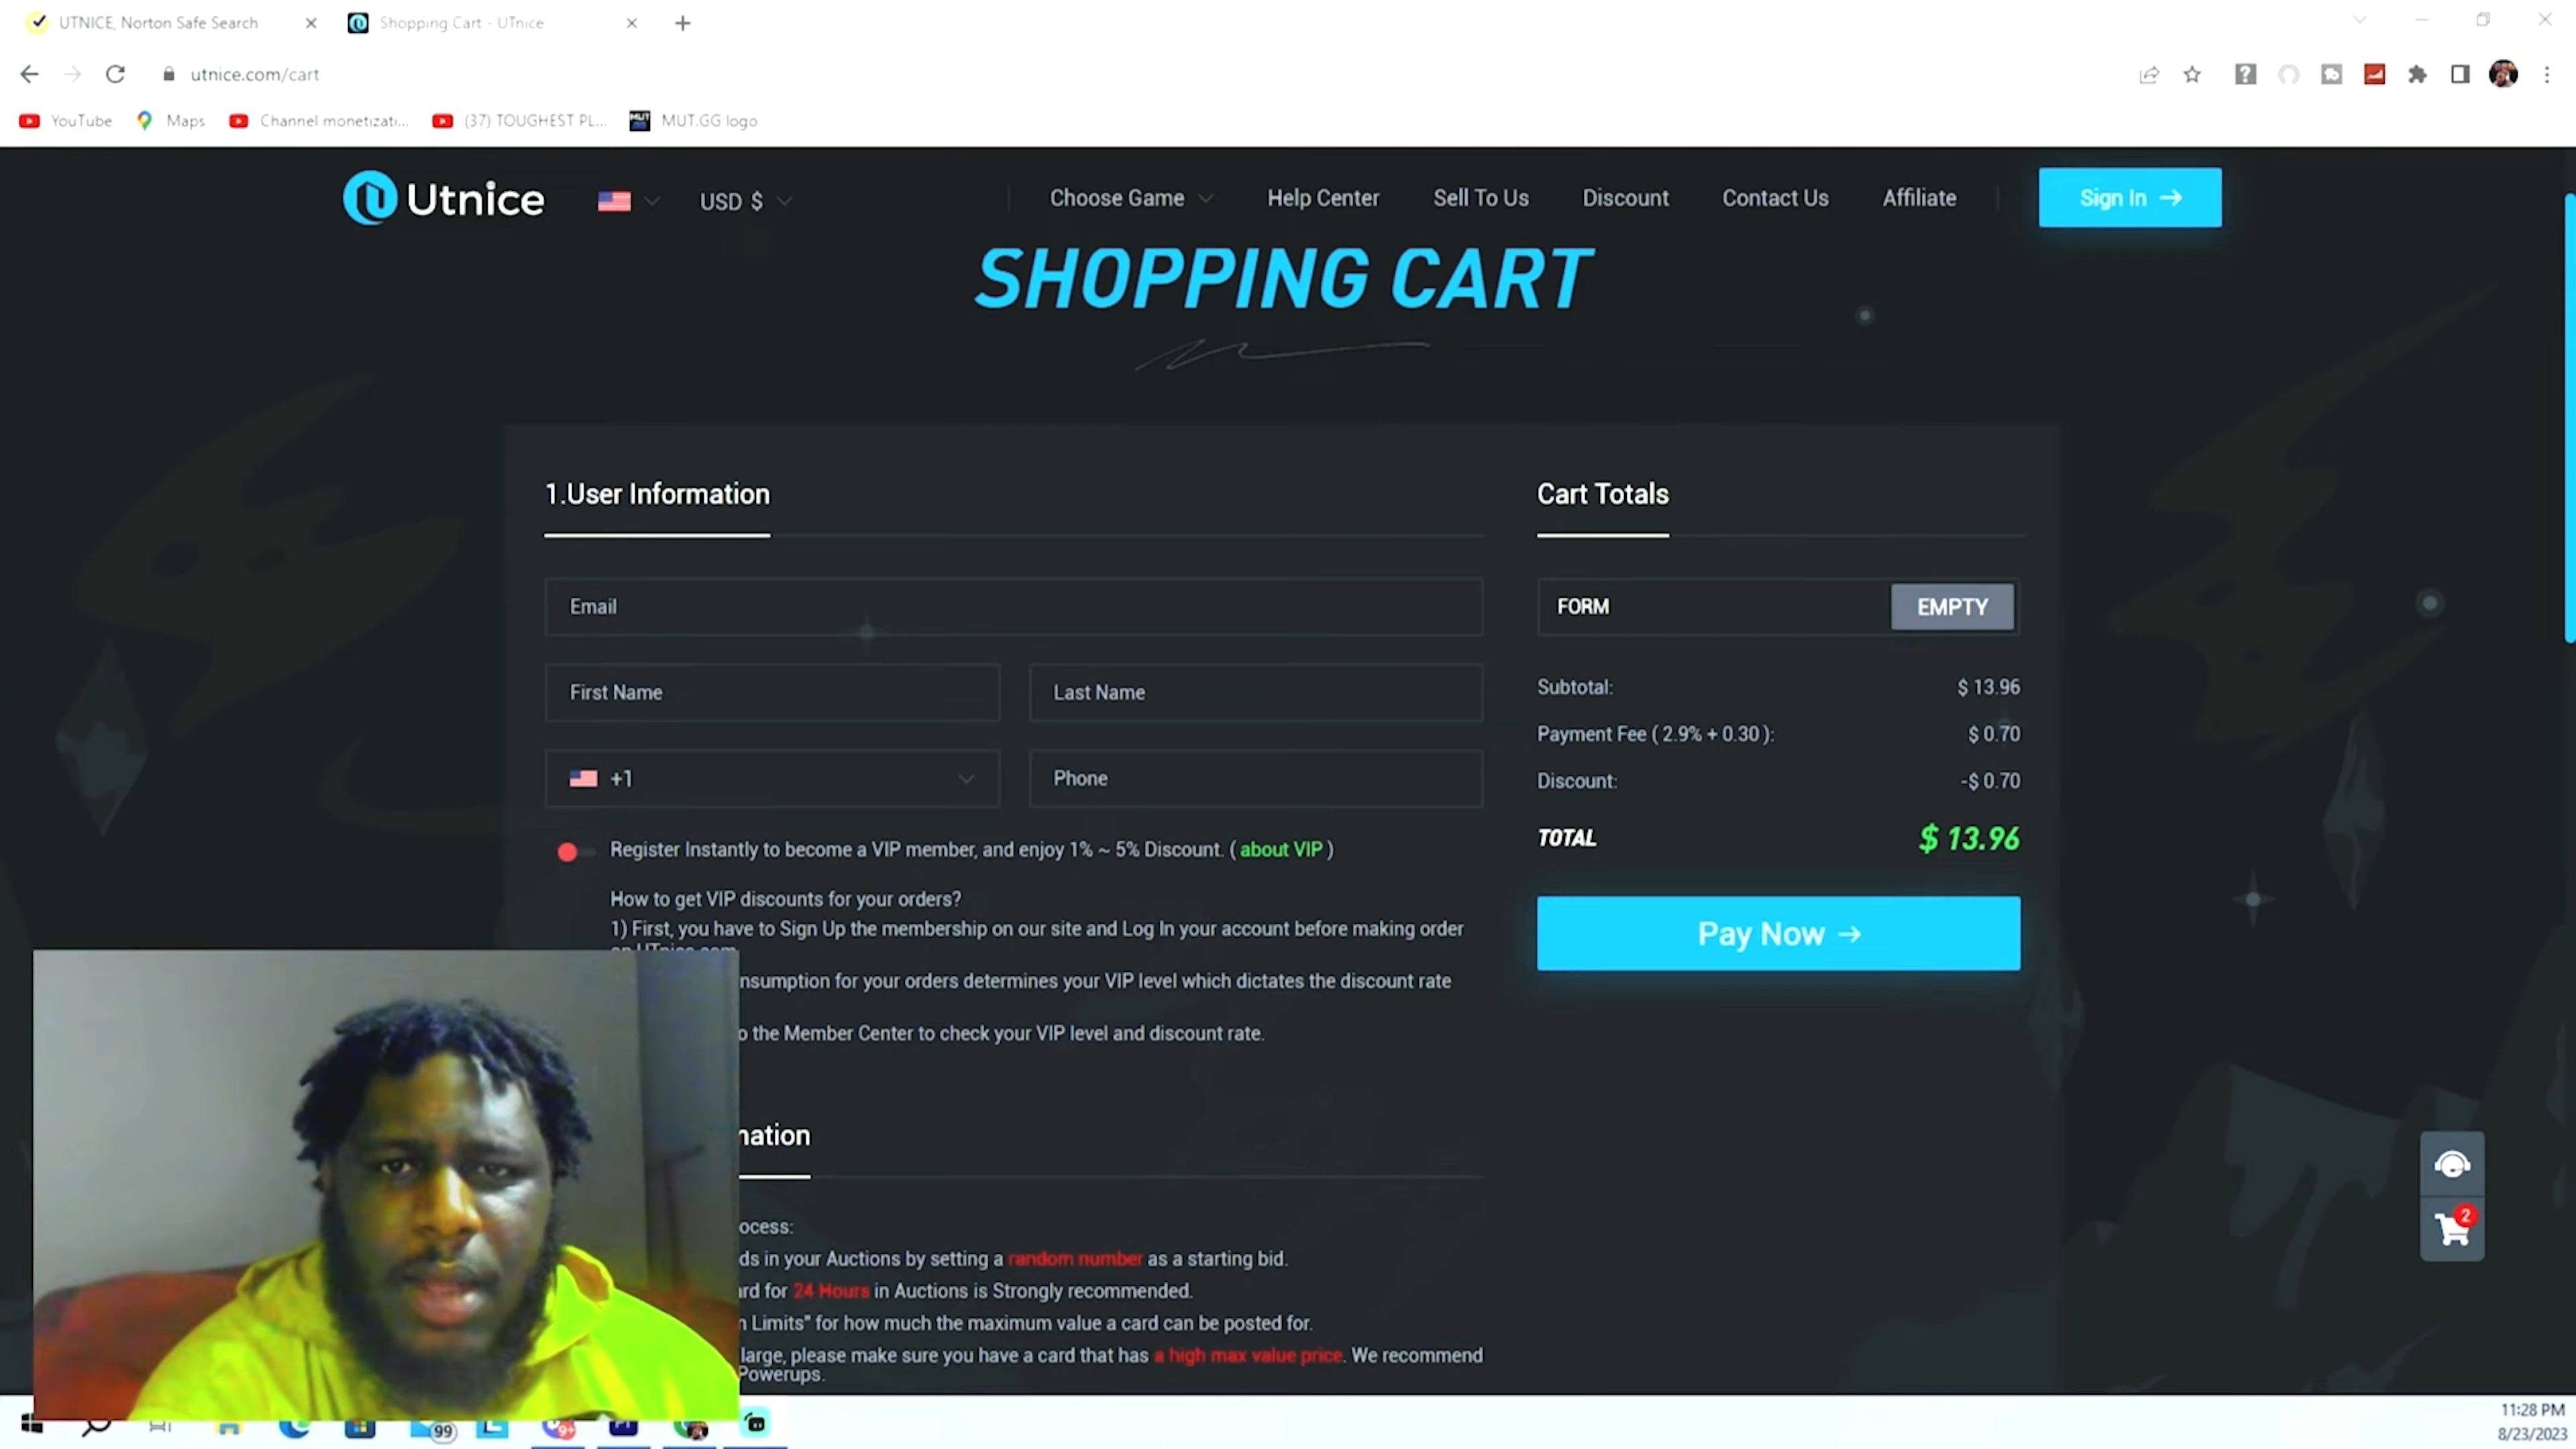 UTNICE, Norton Safe Search
Shopping Cart - UTnice
utnice.com/cart
YouTube
Maps
Channel monetizati...
(37) TOUGHEST PL...
MUT.GG logo
Utnice
USD $
Choose Game
Help Center
Sell To Us
Discount
Contact Us
Affiliate
Sign In →
SHOPPING CART
1.User Information
Email
First Name
Last Name
+1
Phone
Register Instantly to become a VIP member, and enjoy 1% ~ 5% Discount. ( about VIP )
How to get VIP discounts for your orders?
1) First, you have to Sign Up the membership on our site and Log In your account before making order
on UTnice.com
nsumption for your orders determines your VIP level which dictates the discount rate
o the Member Center to check your VIP level and discount rate.
mation
ocess:
ds in your Auctions by setting a random number as a starting bid.
rd for 24 Hours in Auctions is Strongly recommended.
n Limits" for how much the maximum value a card can be posted for.
large, please make sure you have a card that has a high max value price. We recommend
Powerups.
Cart Totals
FORM
EMPTY
Subtotal:
$ 13.96
Payment Fee ( 2.9% + 0.30 ):
$ 0.70
Discount:
-$ 0.70
TOTAL
$ 13.96
Pay Now →
2
99
9+
11:28 PM
8/23/2023